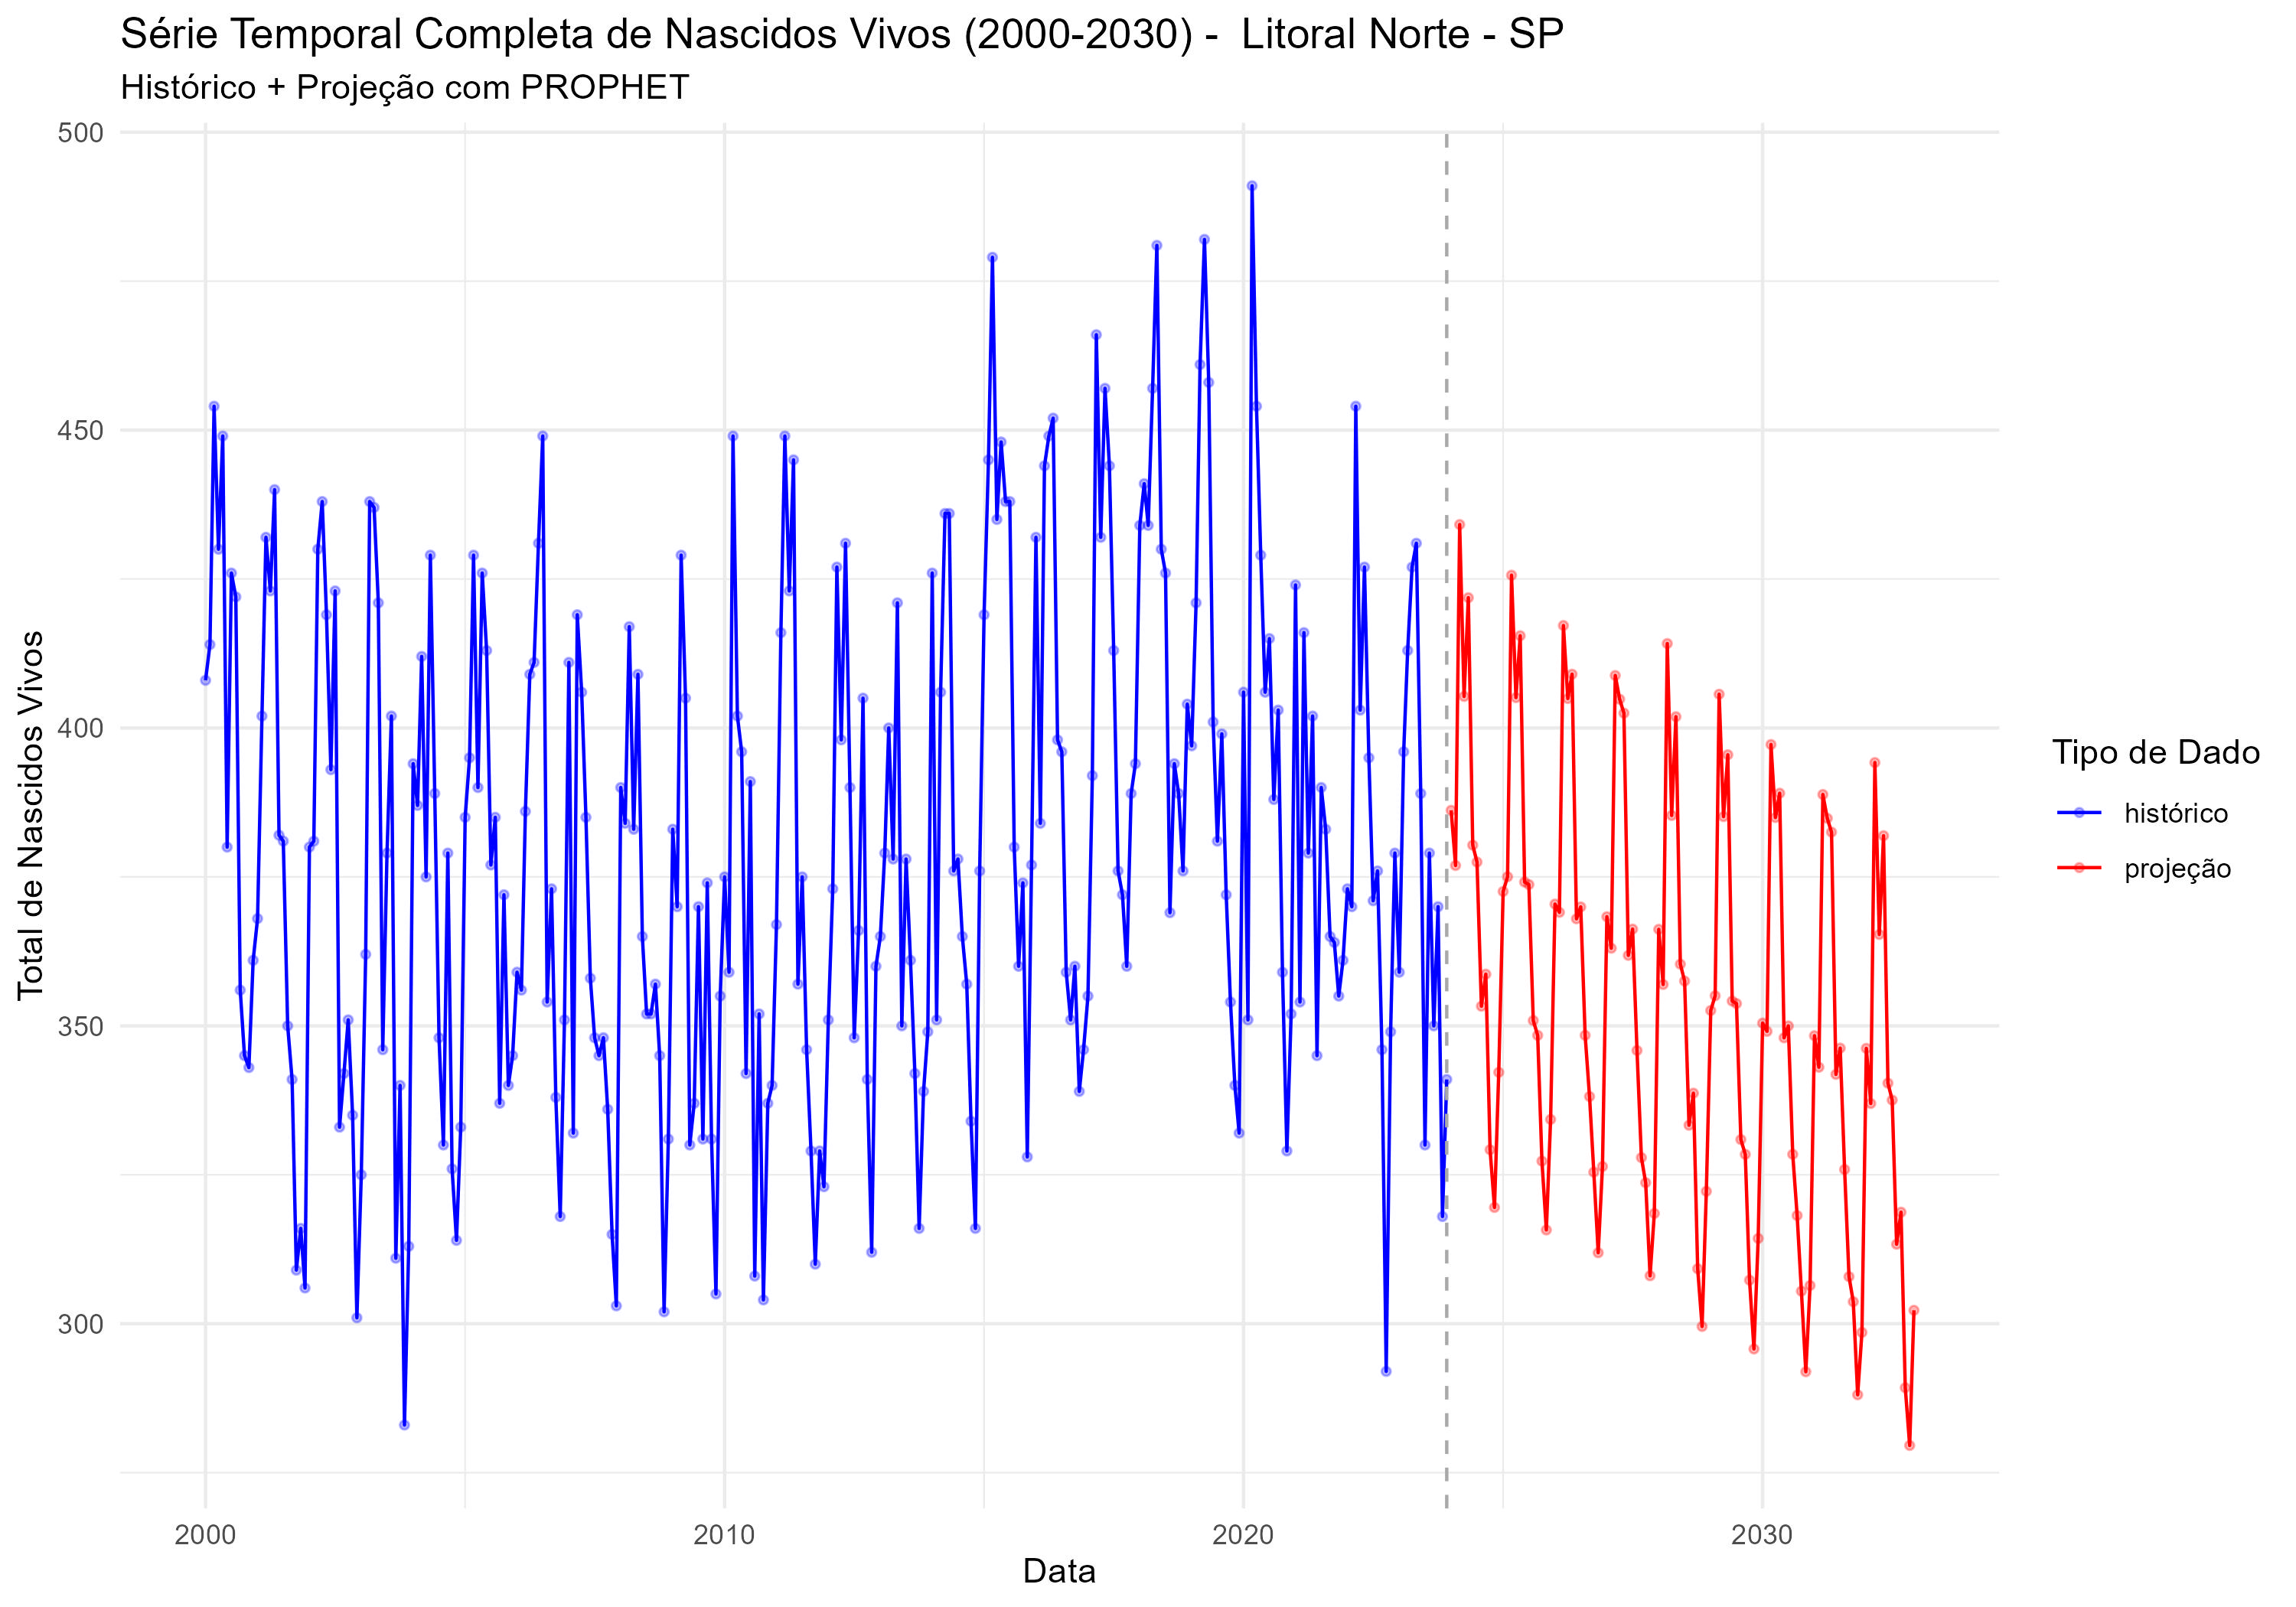 Série Temporal Completa de Nascidos Vivos (2000-2030) -  Litoral Norte - SP
Histórico + Projeção com PROPHET
Total de Nascidos Vivos
500
450
400
350
300
2000
2010
2020
2030
Data
Tipo de Dado
histórico
projeção